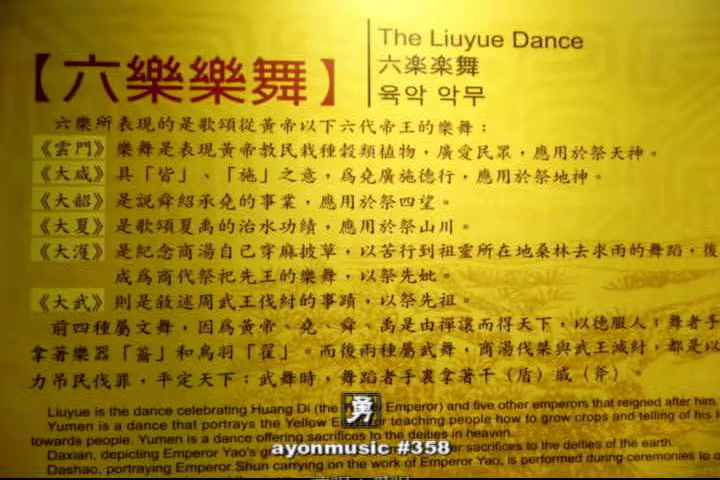 【六樂樂舞】
The Liuyue Dance
六楽楽舞
육악 악무
六樂所表現的是歌頌從黃帝以下六代帝王的樂舞：
《雲門》樂舞是表現黃帝教民栽種穀類植物，廣愛民眾，應用於祭天神。
《大咸》具「皆」、「施」之意，為堯廣施德行，應用於祭地神。
《大韶》是說舜紹承堯的事業，應用於祭四望。
《大夏》是歌頌夏禹的治水功績，應用於祭山川。
《大濩》是紀念商湯自己穿麻披草，以苦行到祖靈所在地桑林去求雨的舞蹈，後
成為商代祭祀先王的樂舞，以祭先妣。
《大武》則是敘述周武王伐紂的事蹟，以祭先祖。
前四種屬文舞，因為黃帝、堯、舜、禹是由禪讓而得天下，以德服人；舞者手
拿著樂器「籥」和鳥羽「翟」。而後兩種屬武舞，商湯伐桀與武王滅紂，都是以
力吊民伐罪，平定天下；武舞時，舞蹈者手裏拿著干（盾）戚（斧）。
Liuyue is the dance celebrating Huang Di (the Emperor) and five other emperors that reigned after him.
Yumen is a dance that portrays the Yellow teaching people how to grow crops and telling of his
towards people. Yumen is a dance offering sacrifices to the deities in heaven.
Daxian, depicting Emperor Yao's sacrifices to the deities of the earth.
Dashao, portraying Emperor Shun carrying on the work of Emperor Yao, is performed during ceremonies to
ayonmusic #358